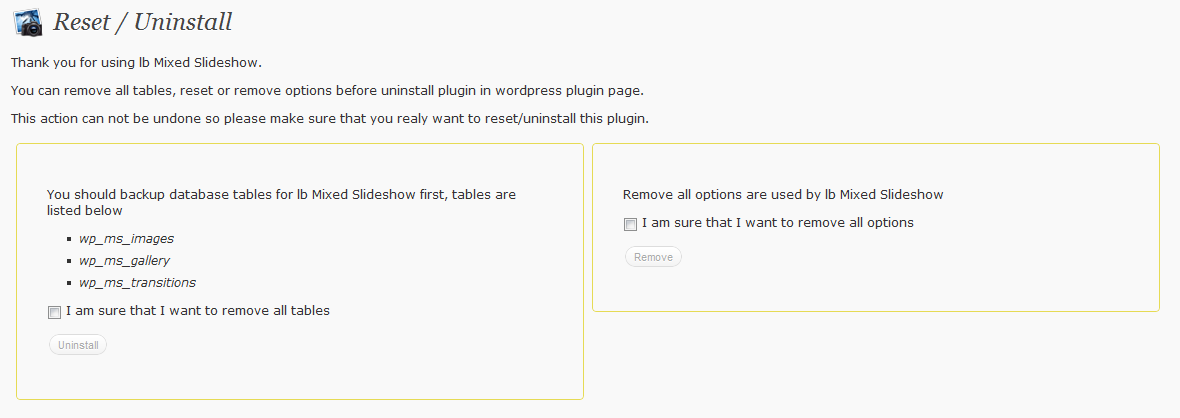 Reset / Uninstall
Thank you for using lb Mixed Slideshow.
You can remove all tables, reset or remove options before uninstall plugin in wordpress plugin page.
This action can not be undone so please make sure that you realy want to reset/uninstall this plugin.
You should backup database tables for lb Mixed Slideshow first, tables are
listed below
wp_ms_images
wp_ms_gallery
wp_ms_transitions
I am sure that I want to remove all tables
Uninstall
Remove all options are used by lb Mixed Slideshow
I am sure that I want to remove all options
Remove